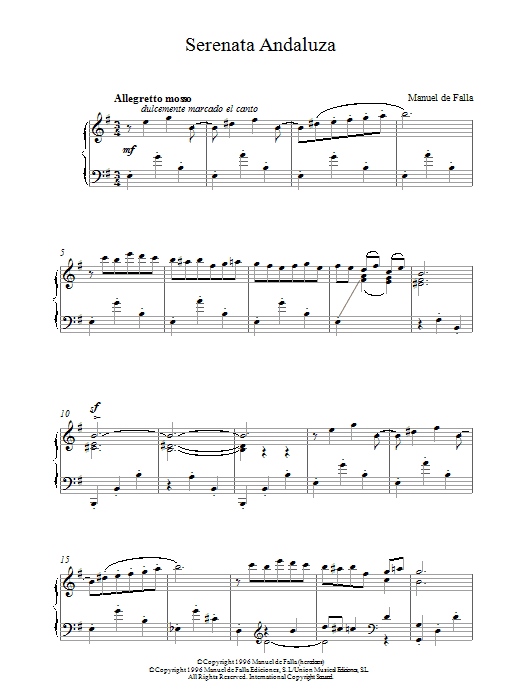 Serenata Andaluza
Allegretto mosso
dulcemente marcado el canto
Manuel de Falla
mf
5
10
sf
15
©Copyright 1996 Manuel de Falla (herederos)
©Copyright 1996 Manuel de Falla Ediciones, S.L/Union Musical Ediciones, S.L
All Rights Reserved. International Copyright Secured.